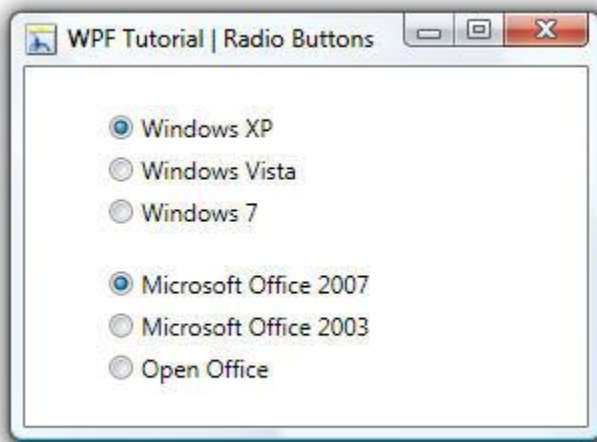 WPF Tutorial | Radio Buttons
Windows XP
Windows Vista
Windows 7
Microsoft Office 2007
Microsoft Office 2003
Open Office